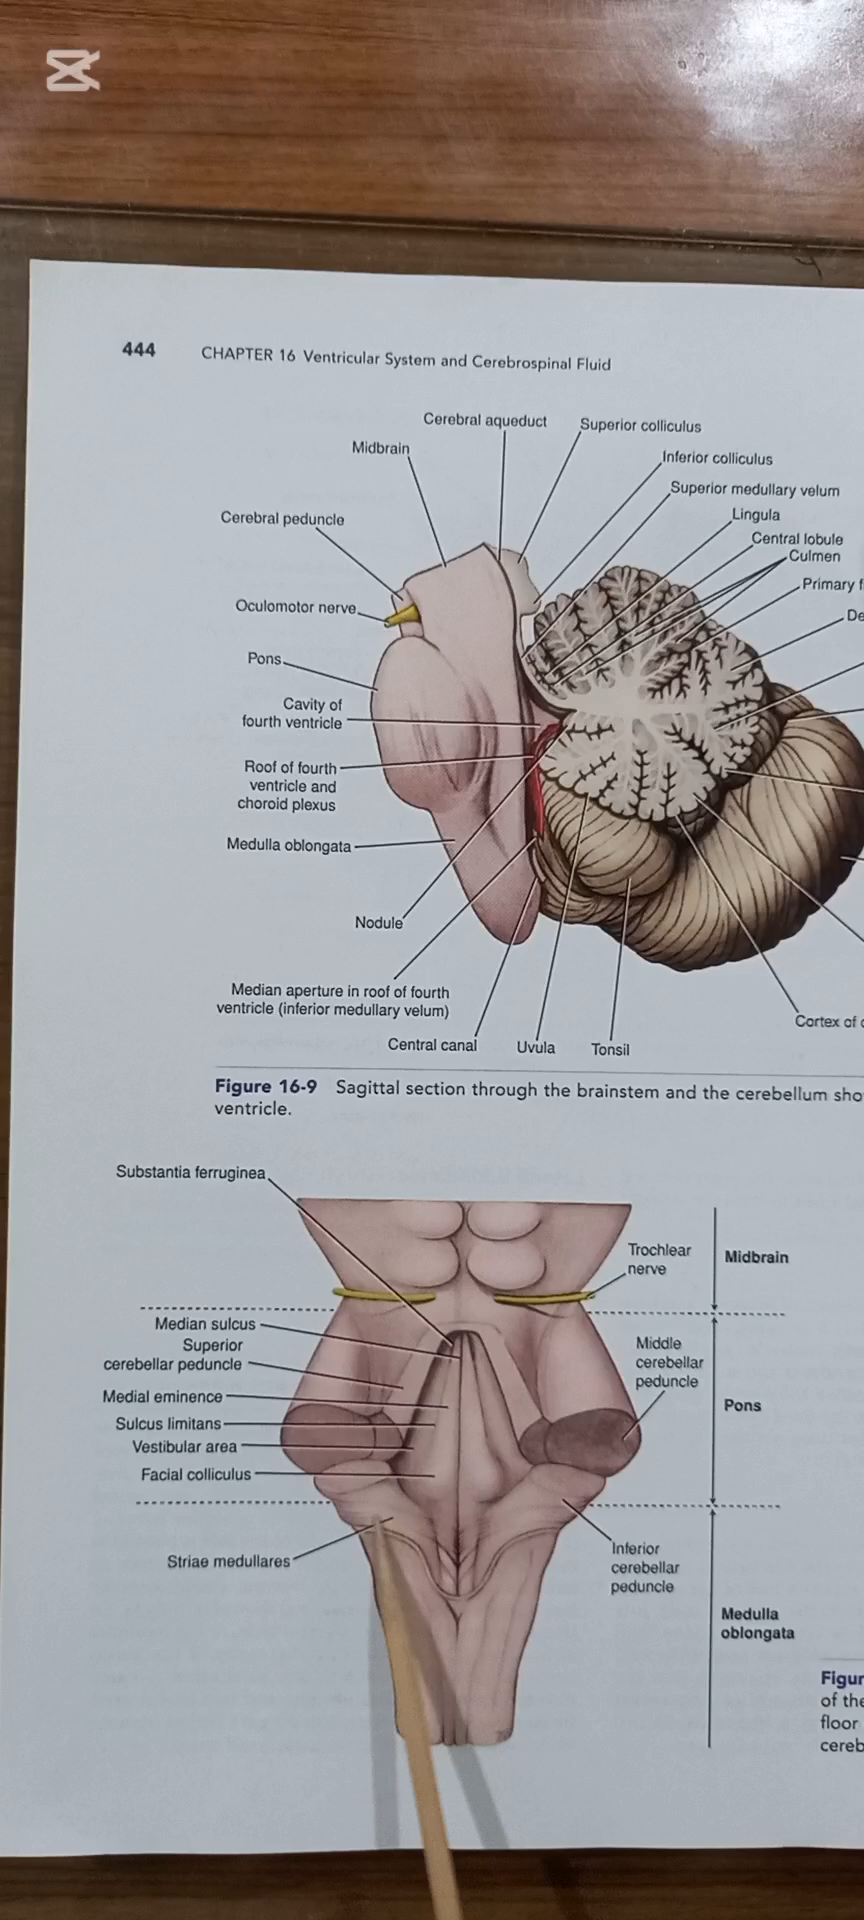 444 CHAPTER 16 Ventricular System and Cerebrospinal Fluid
Cerebral aqueduct
Superior colliculus
Midbrain
Inferior colliculus
Superior medullary velum
Cerebral peduncle
Lingula
Central lobule
Culmen
Primary f
Oculomotor nerve
De
Pons
Cavity of
fourth ventricle
Roof of fourth
ventricle and
choroid plexus
Medulla oblongata
Nodule
Median aperture in roof of fourth
ventricle (inferior medullary velum)
Central canal
Uvula
Tonsil
Cortex of c
Figure 16-9 Sagittal section through the brainstem and the cerebellum sho
ventricle.
Substantia ferruginea
Trochlear
nerve
Midbrain
Median sulcus
Superior
cerebellar peduncle
Middle
cerebellar
peduncle
Medial eminence
Pons
Sulcus limitans
Vestibular area
Facial colliculus
Striae medullares
Inferior
cerebellar
peduncle
Medulla
oblongata
Figur
of the
floor
cereb